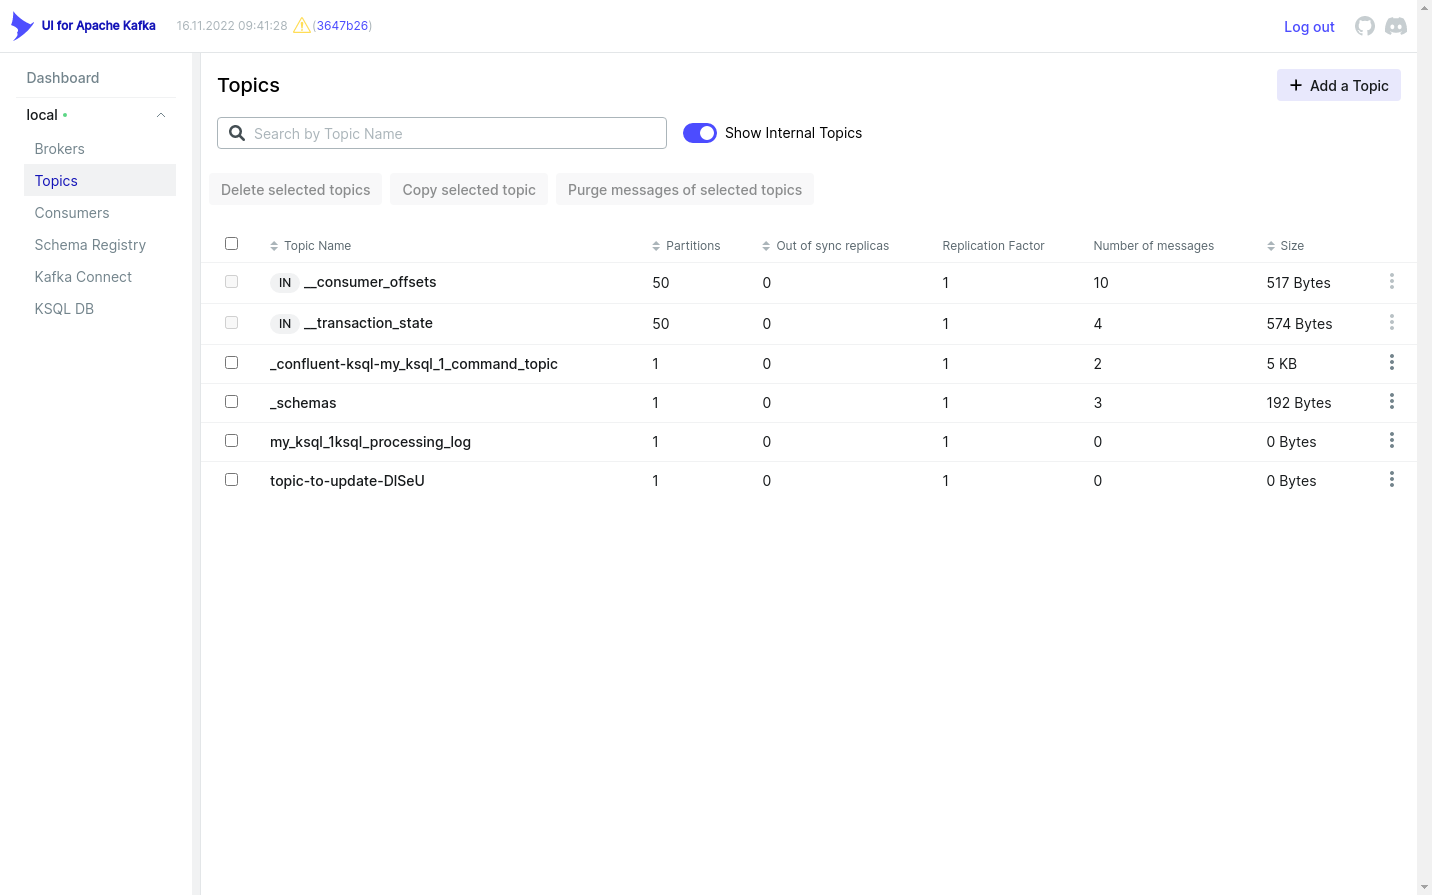 UI for Apache Kafka 16.11.2022 09:41:28 (3647b26) Log out
Dashboard
local
Brokers
Topics
Consumers
Schema Registry
Kafka Connect
KSQL DB
Topics
Add a Topic
Search by Topic Name Show Internal Topics
Delete selected topics Copy selected topic Purge messages of selected topics
Topic Name Partitions Out of sync replicas Replication Factor Number of messages Size
IN __consumer_offsets 50 0 1 10 517 Bytes
IN __transaction_state 50 0 1 4 574 Bytes
_confluent-ksql-my_ksql_1_command_topic 1 0 1 2 5 KB
_schemas 1 0 1 3 192 Bytes
my_ksql_1ksql_processing_log 1 0 1 0 0 Bytes
topic-to-update-DISeU 1 0 1 0 0 Bytes